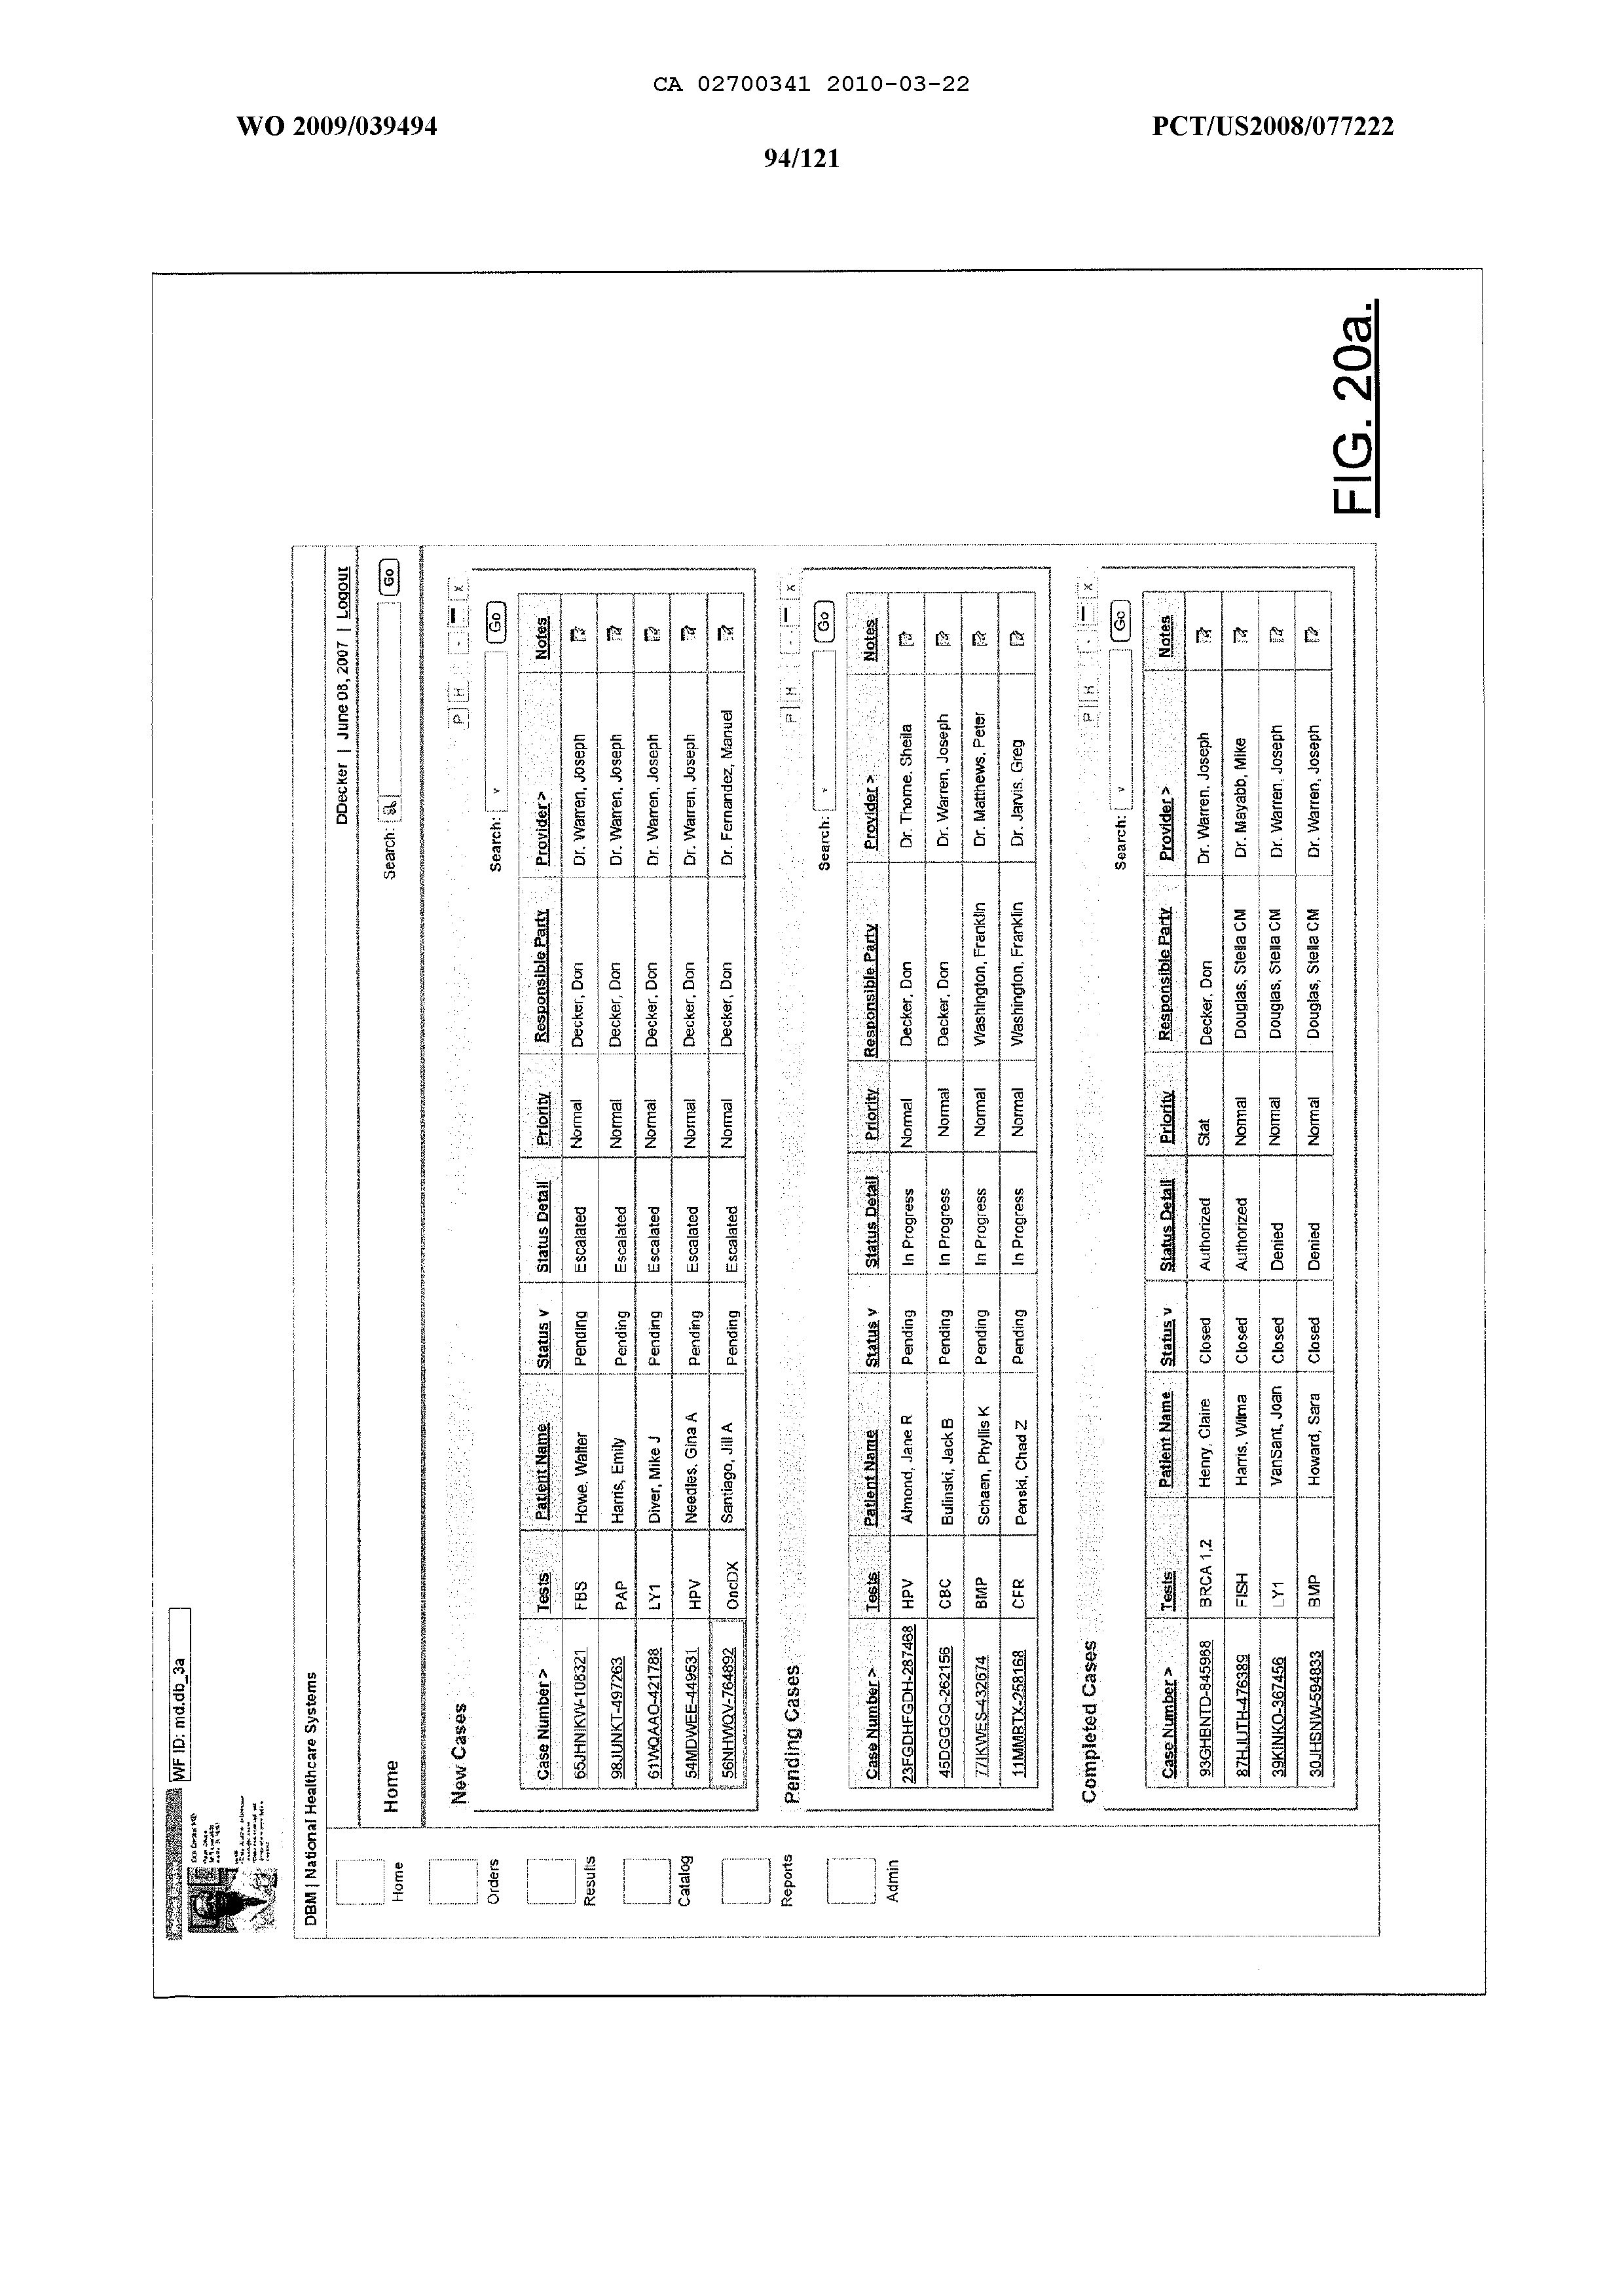 CA 02700341 2010-03-22
WO 2009/039494 PCT/US2008/077222
94/121
WF ID: md.db_3a
DBM | National Healthcare Systems
DDecker | June 08, 2007 | Logout
Home Search: Go
Home
Orders
Results
Catalog
Reports
Admin
New Cases P H - X
Search: v Go
Case Number > Tests Patient Name Status v Status Detail Priority Responsible Party Provider > Notes
65JHNIKW-108321 FBS Howe, Walter Pending Escalated Normal Decker, Don Dr. Warren, Joseph
98JIJNKT-497263 PAP Harris, Emily Pending Escalated Normal Decker, Don Dr. Warren, Joseph
61WQAAO-421788 LY1 Diver, Mike J Pending Escalated Normal Decker, Don Dr. Warren, Joseph
54MDWEE-449531 HPV Needles, Gina A Pending Escalated Normal Decker, Don Dr. Warren, Joseph
56NHWQV-764892 OncDX Santiago, Jill A Pending Escalated Normal Decker, Don Dr. Fernandez, Manuel
Pending Cases P H - X
Search: v Go
Case Number > Tests Patient Name Status v Status Detail Priority Responsible Party Provider > Notes
23FGDHFGDH-287468 HPV Almond, Jane R Pending In Progress Normal Decker, Don Dr. Thome, Sheila
45DGGGQ-262156 CBC Bulinski, Jack B Pending In Progress Normal Decker, Don Dr. Warren, Joseph
77IKWES-432674 BMP Schaen, Phyllis K Pending In Progress Normal Washington, Franklin Dr. Matthews, Peter
11MMBTX-258168 CFR Penski, Chad Z Pending In Progress Normal Washington, Franklin Dr. Jarvis, Greg
Completed Cases P H - X
Search: v Go
Case Number > Tests Patient Name Status v Status Detail Priority Responsible Party Provider > Notes
93GHBNTD-845968 BRCA 1,2 Henry, Claire Closed Authorized Stat Decker, Don Dr. Warren, Joseph
87HJUTH-476389 FISH Harris, Wilma Closed Authorized Normal Douglas, Stella CM Dr. Mayabb, Mike
39KINKO-367456 LY1 VanSant, Joan Closed Denied Normal Douglas, Stella CM Dr. Warren, Joseph
30JHSNW-594833 BMP Howard, Sara Closed Denied Normal Douglas, Stella CM Dr. Warren, Joseph
FIG. 20a.